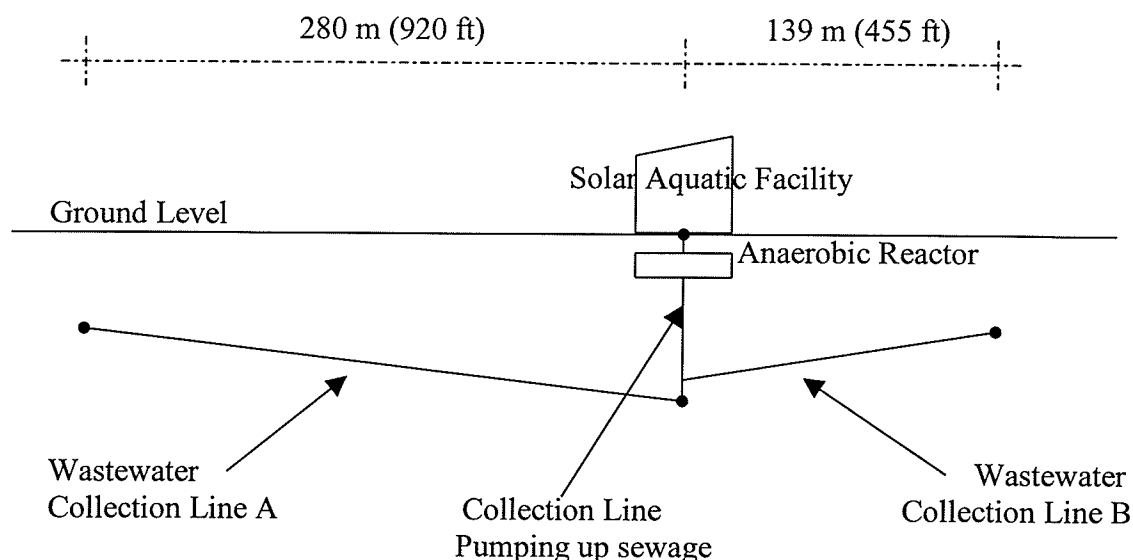 280 m (920 ft)
139 m (455 ft)
Solar Aquatic Facility
Ground Level
Anaerobic Reactor
Wastewater
Collection Line A
Collection Line
Pumping up sewage
Wastewater
Collection Line B